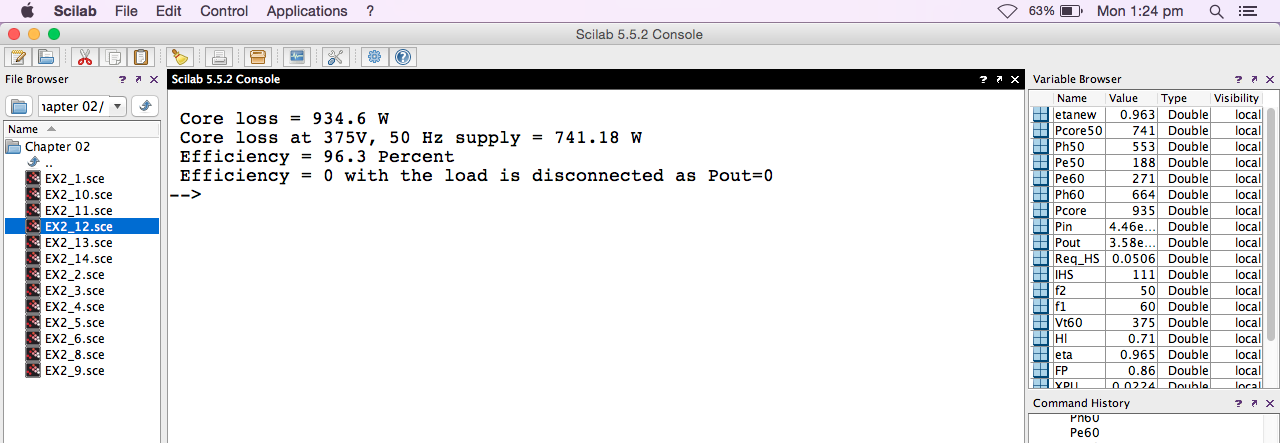 Scilab File Edit Control Applications ? 63% Mon 1:24 pm
Scilab 5.5.2 Console
File Browser ? Scilab 5.5.2 Console ? Variable Browser ?
hapter 02/
Name
Chapter 02
..
EX2_1.sce
EX2_10.sce
EX2_11.sce
EX2_12.sce
EX2_13.sce
EX2_14.sce
EX2_2.sce
EX2_3.sce
EX2_4.sce
EX2_5.sce
EX2_6.sce
EX2_8.sce
EX2_9.sce
Core loss = 934.6 W
Core loss at 375V, 50 Hz supply = 741.18 W
Efficiency = 96.3 Percent
Efficiency = 0 with the load is disconnected as Pout=0
-->
Name Value Type Visibility
etanew 0.963 Double local
Pcore50 741 Double local
Ph50 553 Double local
Pe50 188 Double local
Pe60 271 Double local
Ph60 664 Double local
Pcore 935 Double local
Pin 4.46e... Double local
Pout 3.58e... Double local
Req_HS 0.0506 Double local
IHS 111 Double local
f2 50 Double local
f1 60 Double local
Vt60 375 Double local
Hl 0.71 Double local
eta 0.965 Double local
FP 0.86 Double local
XPU 0.0224 Double local
Command History ?
Ph60
Pe60